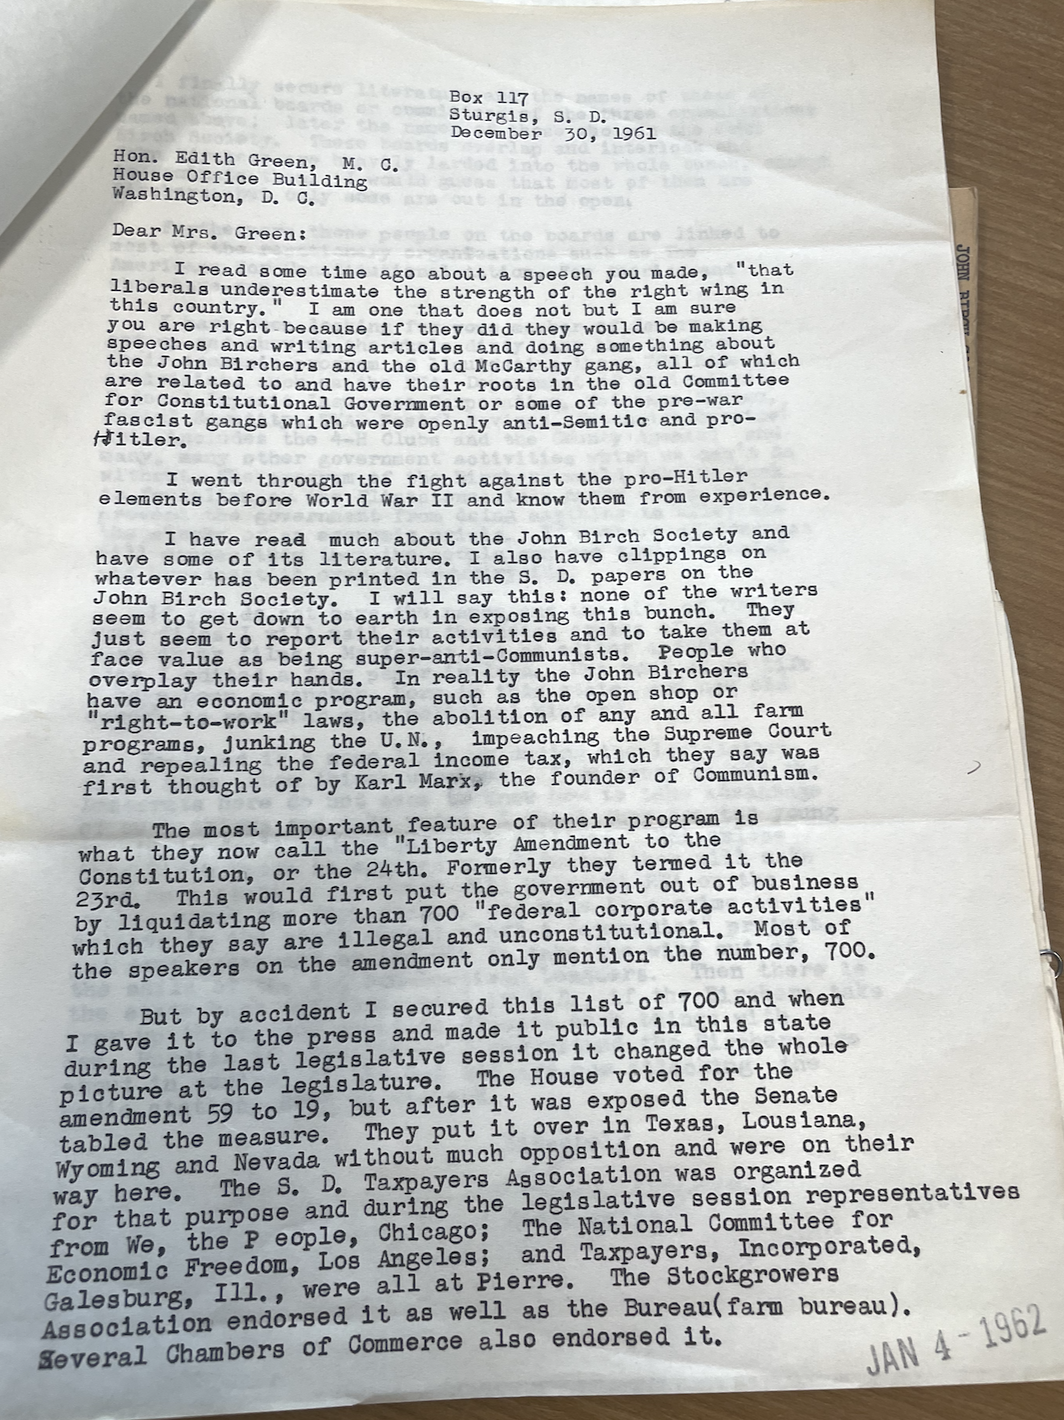 Box 117
Sturgis, S. D.
December 30, 1961
Hon. Edith Green, M. C.
House Office Building
Washington, D. C.
Dear Mrs. Green:
I read some time ago about a speech you made, "that
liberals underestimate the strength of the right wing in
this country." I am one that does not but I am sure
you are right because if they did they would be making
speeches and writing articles and doing something about
the John Birchers and the old McCarthy gang, all of which
are related to and have their roots in the old Committee
for Constitutional Government or some of the pre-war
fascist gangs which were openly anti-Semitic and pro-
Hitler.
I went through the fight against the pro-Hitler
elements before World War II and know them from experience.
I have read much about the John Birch Society and
have some of its literature. I also have clippings on
whatever has been printed in the S. D. papers on the
John Birch Society. I will say this: none of the writers
seem to get down to earth in exposing this bunch. They
just seem to report their activities and to take them at
face value as being super-anti-Communists. People who
overplay their hands. In reality the John Birchers
have an economic program, such as the open shop or
"right-to-work" laws, the abolition of any and all farm
programs, junking the U.N., impeaching the Supreme Court
and repealing the federal income tax, which they say was
first thought of by Karl Marx, the founder of Communism.
The most important feature of their program is
what they now call the "Liberty Amendment to the
Constitution, or the 24th. Formerly they termed it the
23rd. This would first put the government out of business
by liquidating more than 700 "federal corporate activities"
which they say are illegal and unconstitutional. Most of
the speakers on the amendment only mention the number, 700.
But by accident I secured this list of 700 and when
I gave it to the press and made it public in this state
during the last legislative session it changed the whole
picture at the legislature. The House voted for the
amendment 59 to 19, but after it was exposed the Senate
tabled the measure. They put it over in Texas, Lousiana,
Wyoming and Nevada without much opposition and were on their
way here. The S. D. Taxpayers Association was organized
for that purpose and during the legislative session representatives
from We, the P eople, Chicago; The National Committee for
Economic Freedom, Los Angeles; and Taxpayers, Incorporated,
Galesburg, Ill., were all at Pierre. The Stockgrowers
Association endorsed it as well as the Bureau(farm bureau).
Several Chambers of Commerce also endorsed it.
JAN 4 - 1962
JOHN